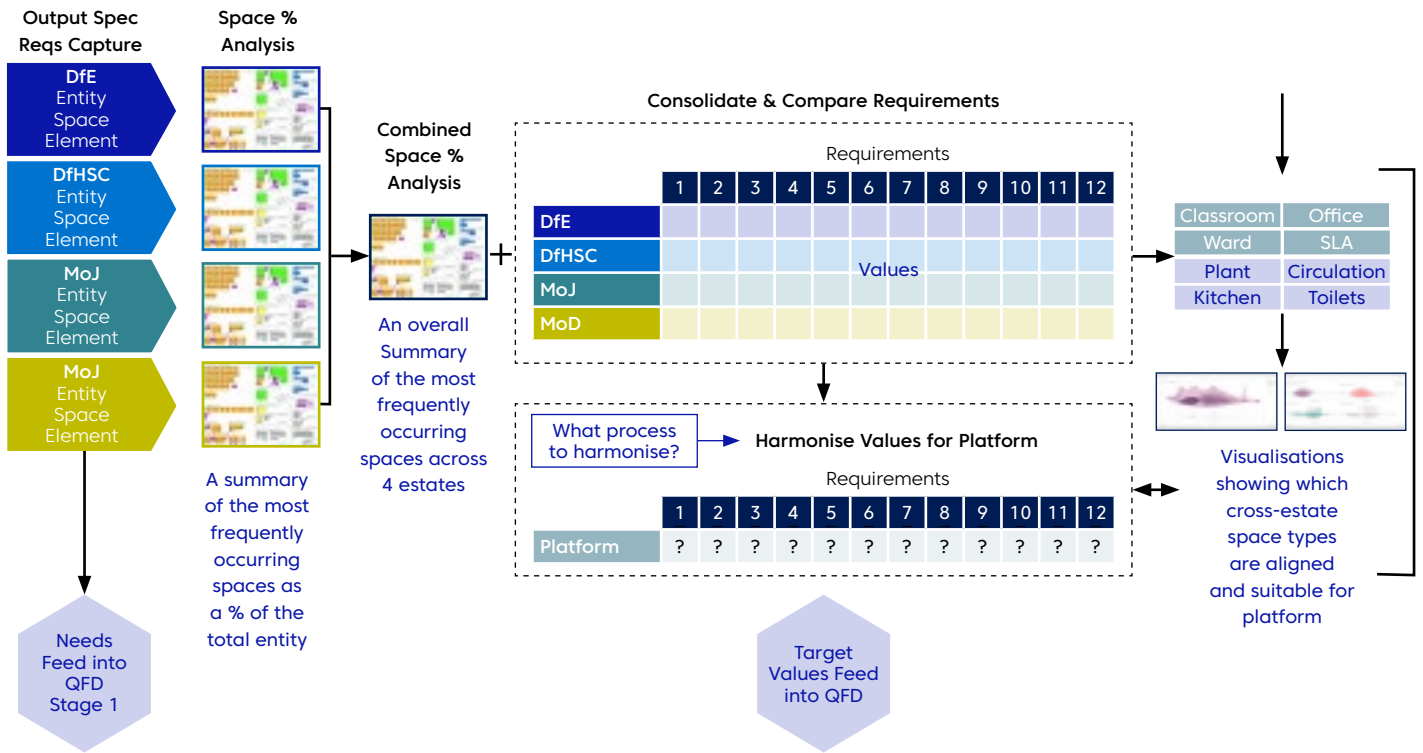 Output Spec
Reqs Capture
DfE
Entity
Space
Element
DfHSC
Entity
Space
Element
MoJ
Entity
Space
Element
MoJ
Entity
Space
Element
Needs
Feed into
QFD
Stage 1
Space %
Analysis
A summary
of the most
frequently
occurring
spaces as
a % of the
total entity
Combined
Space %
Analysis
An overall
Summary
of the most
frequently
occurring
spaces across
4 estates
+
Consolidate & Compare Requirements
Requirements
1 2 3 4 5 6 7 8 9 10 11 12
DfE
DfHSC
Values
MoJ
MoD
What process
to harmonise?
Harmonise Values for Platform
Requirements
1 2 3 4 5 6 7 8 9 10 11 12
Platform ? ? ? ? ? ? ? ? ? ? ? ?
Target
Values Feed
into QFD
Classroom Office
Ward SLA
Plant Circulation
Kitchen Toilets
Visualisations
showing which
cross-estate
space types
are aligned
and suitable for
platform